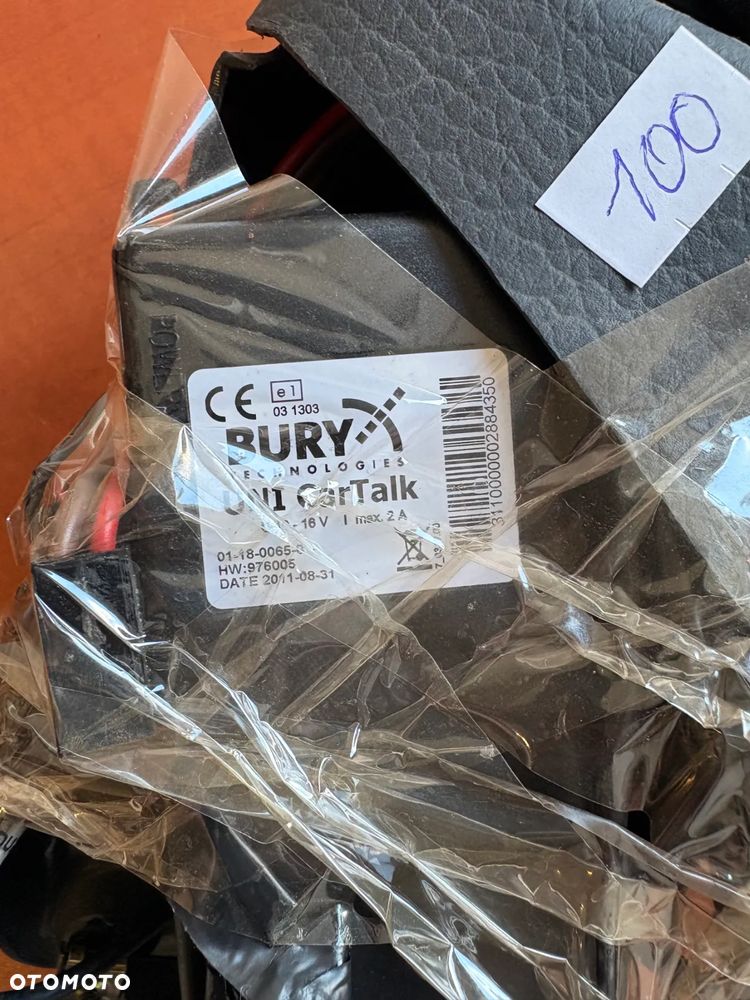 100
CE e1
03 1303
BURY
TECHNOLOGIES
UNI CarTalk
- 16 V I max. 2 A
01-18-0065-
HW:976005
DATE 2011-08-31
3110000002884350
OTOMOTO